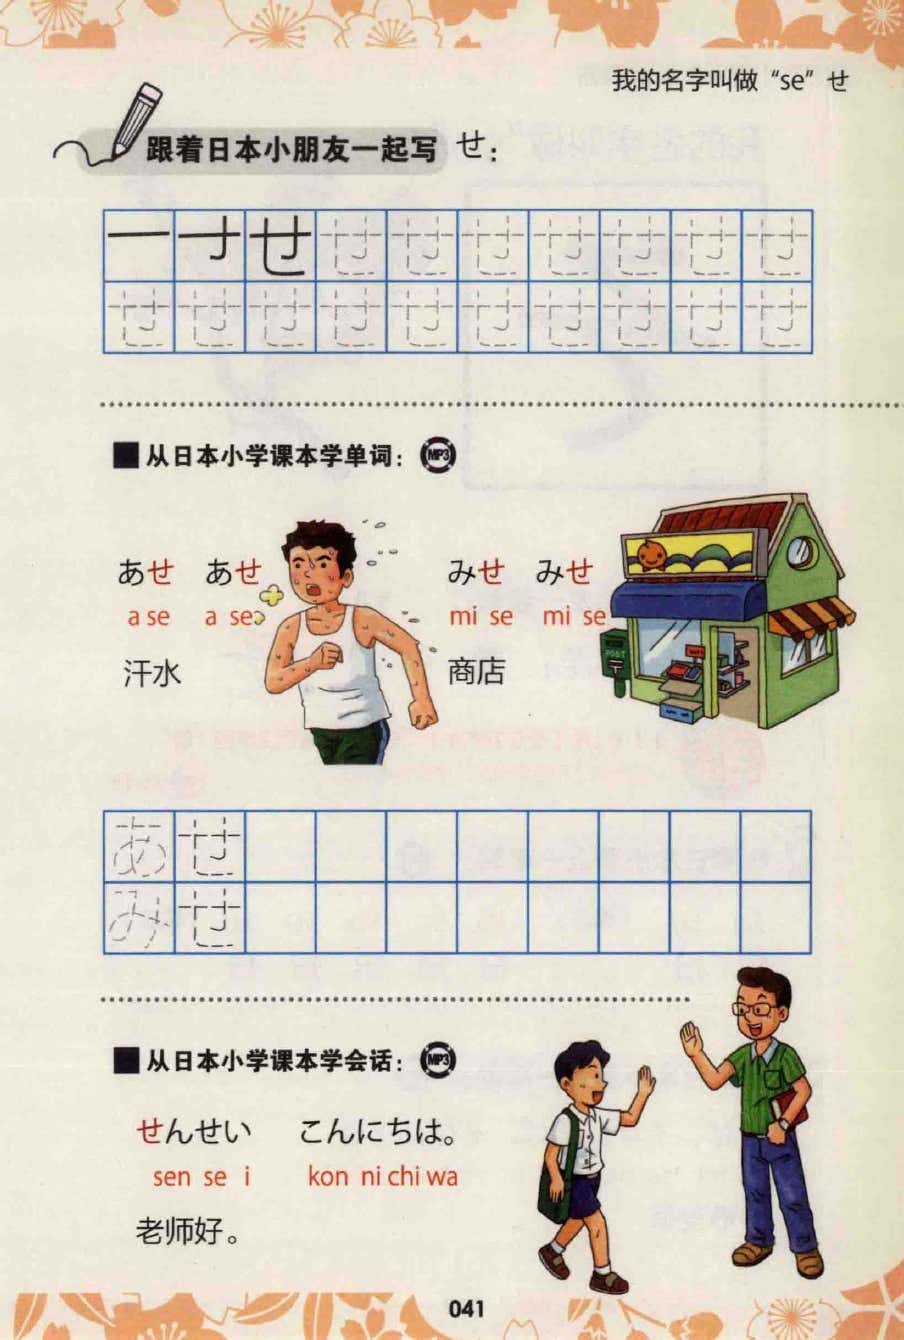 我的名字叫做“se”せ
跟着日本小朋友一起写 せ：
一 ナ せ せ せ せ せ せ せ せ
せ せ せ せ せ せ せ せ せ せ
从日本小学课本学单词： MP3
あせ あせ みせ みせ
a se a se mi se mi se
汗水 商店
POST
あ せ
み せ
从日本小学课本学会话： MP3
せんせい こんにちは。
sen se i kon ni chi wa
老师好。
041